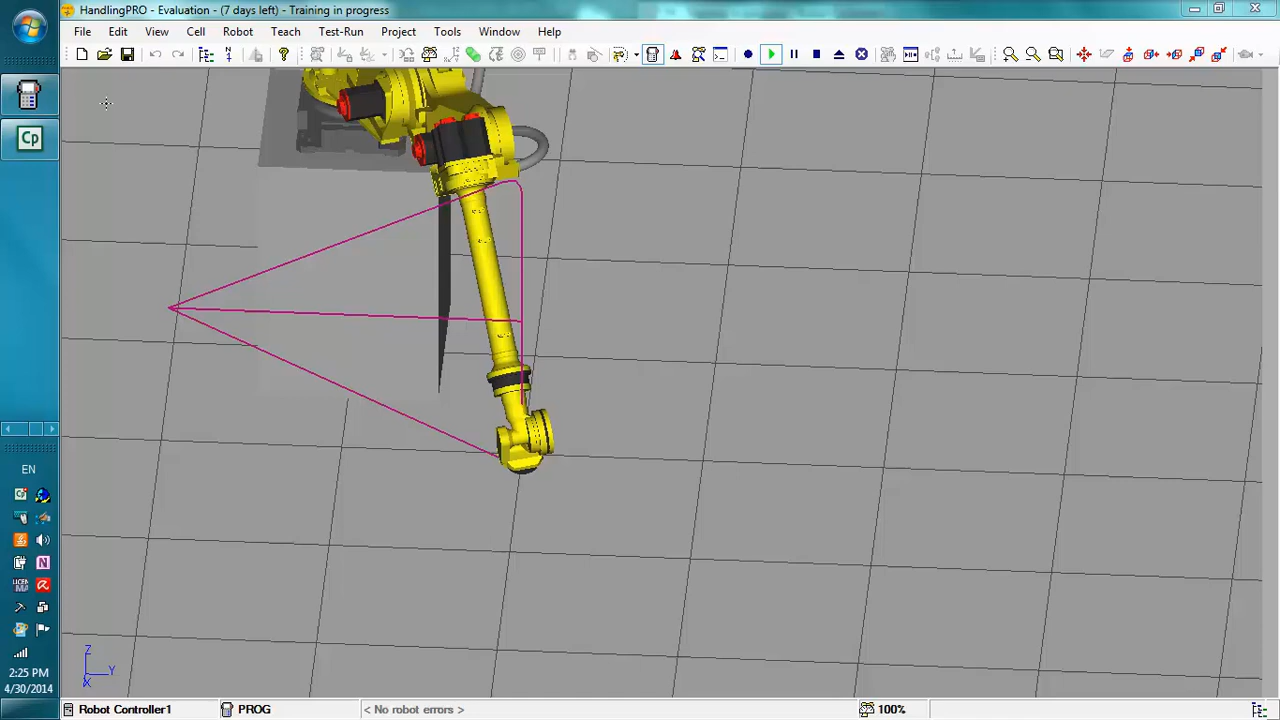 HandlingPRO - Evaluation - (7 days left) - Training in progress
File Edit View Cell Robot Teach Test-Run Project Tools Window Help
Cp
EN
2:25 PM
4/30/2014
Z
Y
X
Robot Controller1 PROG < No robot errors > 100%